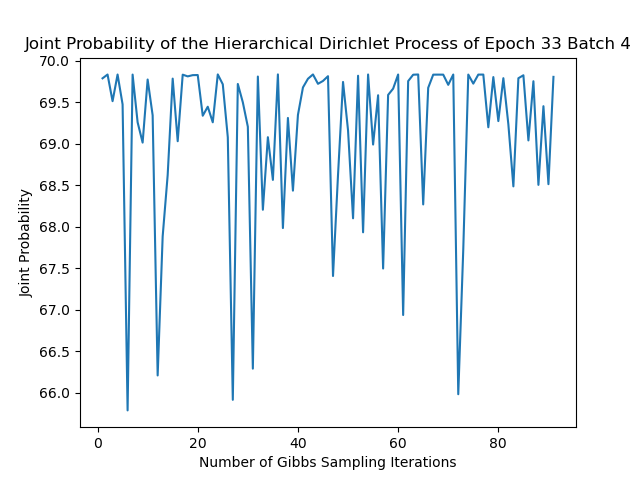 Joint Probability of the Hierarchical Dirichlet Process of Epoch 33 Batch 4
70.0
69.5
69.0
68.5
68.0
67.5
67.0
66.5
66.0
Joint Probability
0 20 40 60 80
Number of Gibbs Sampling Iterations